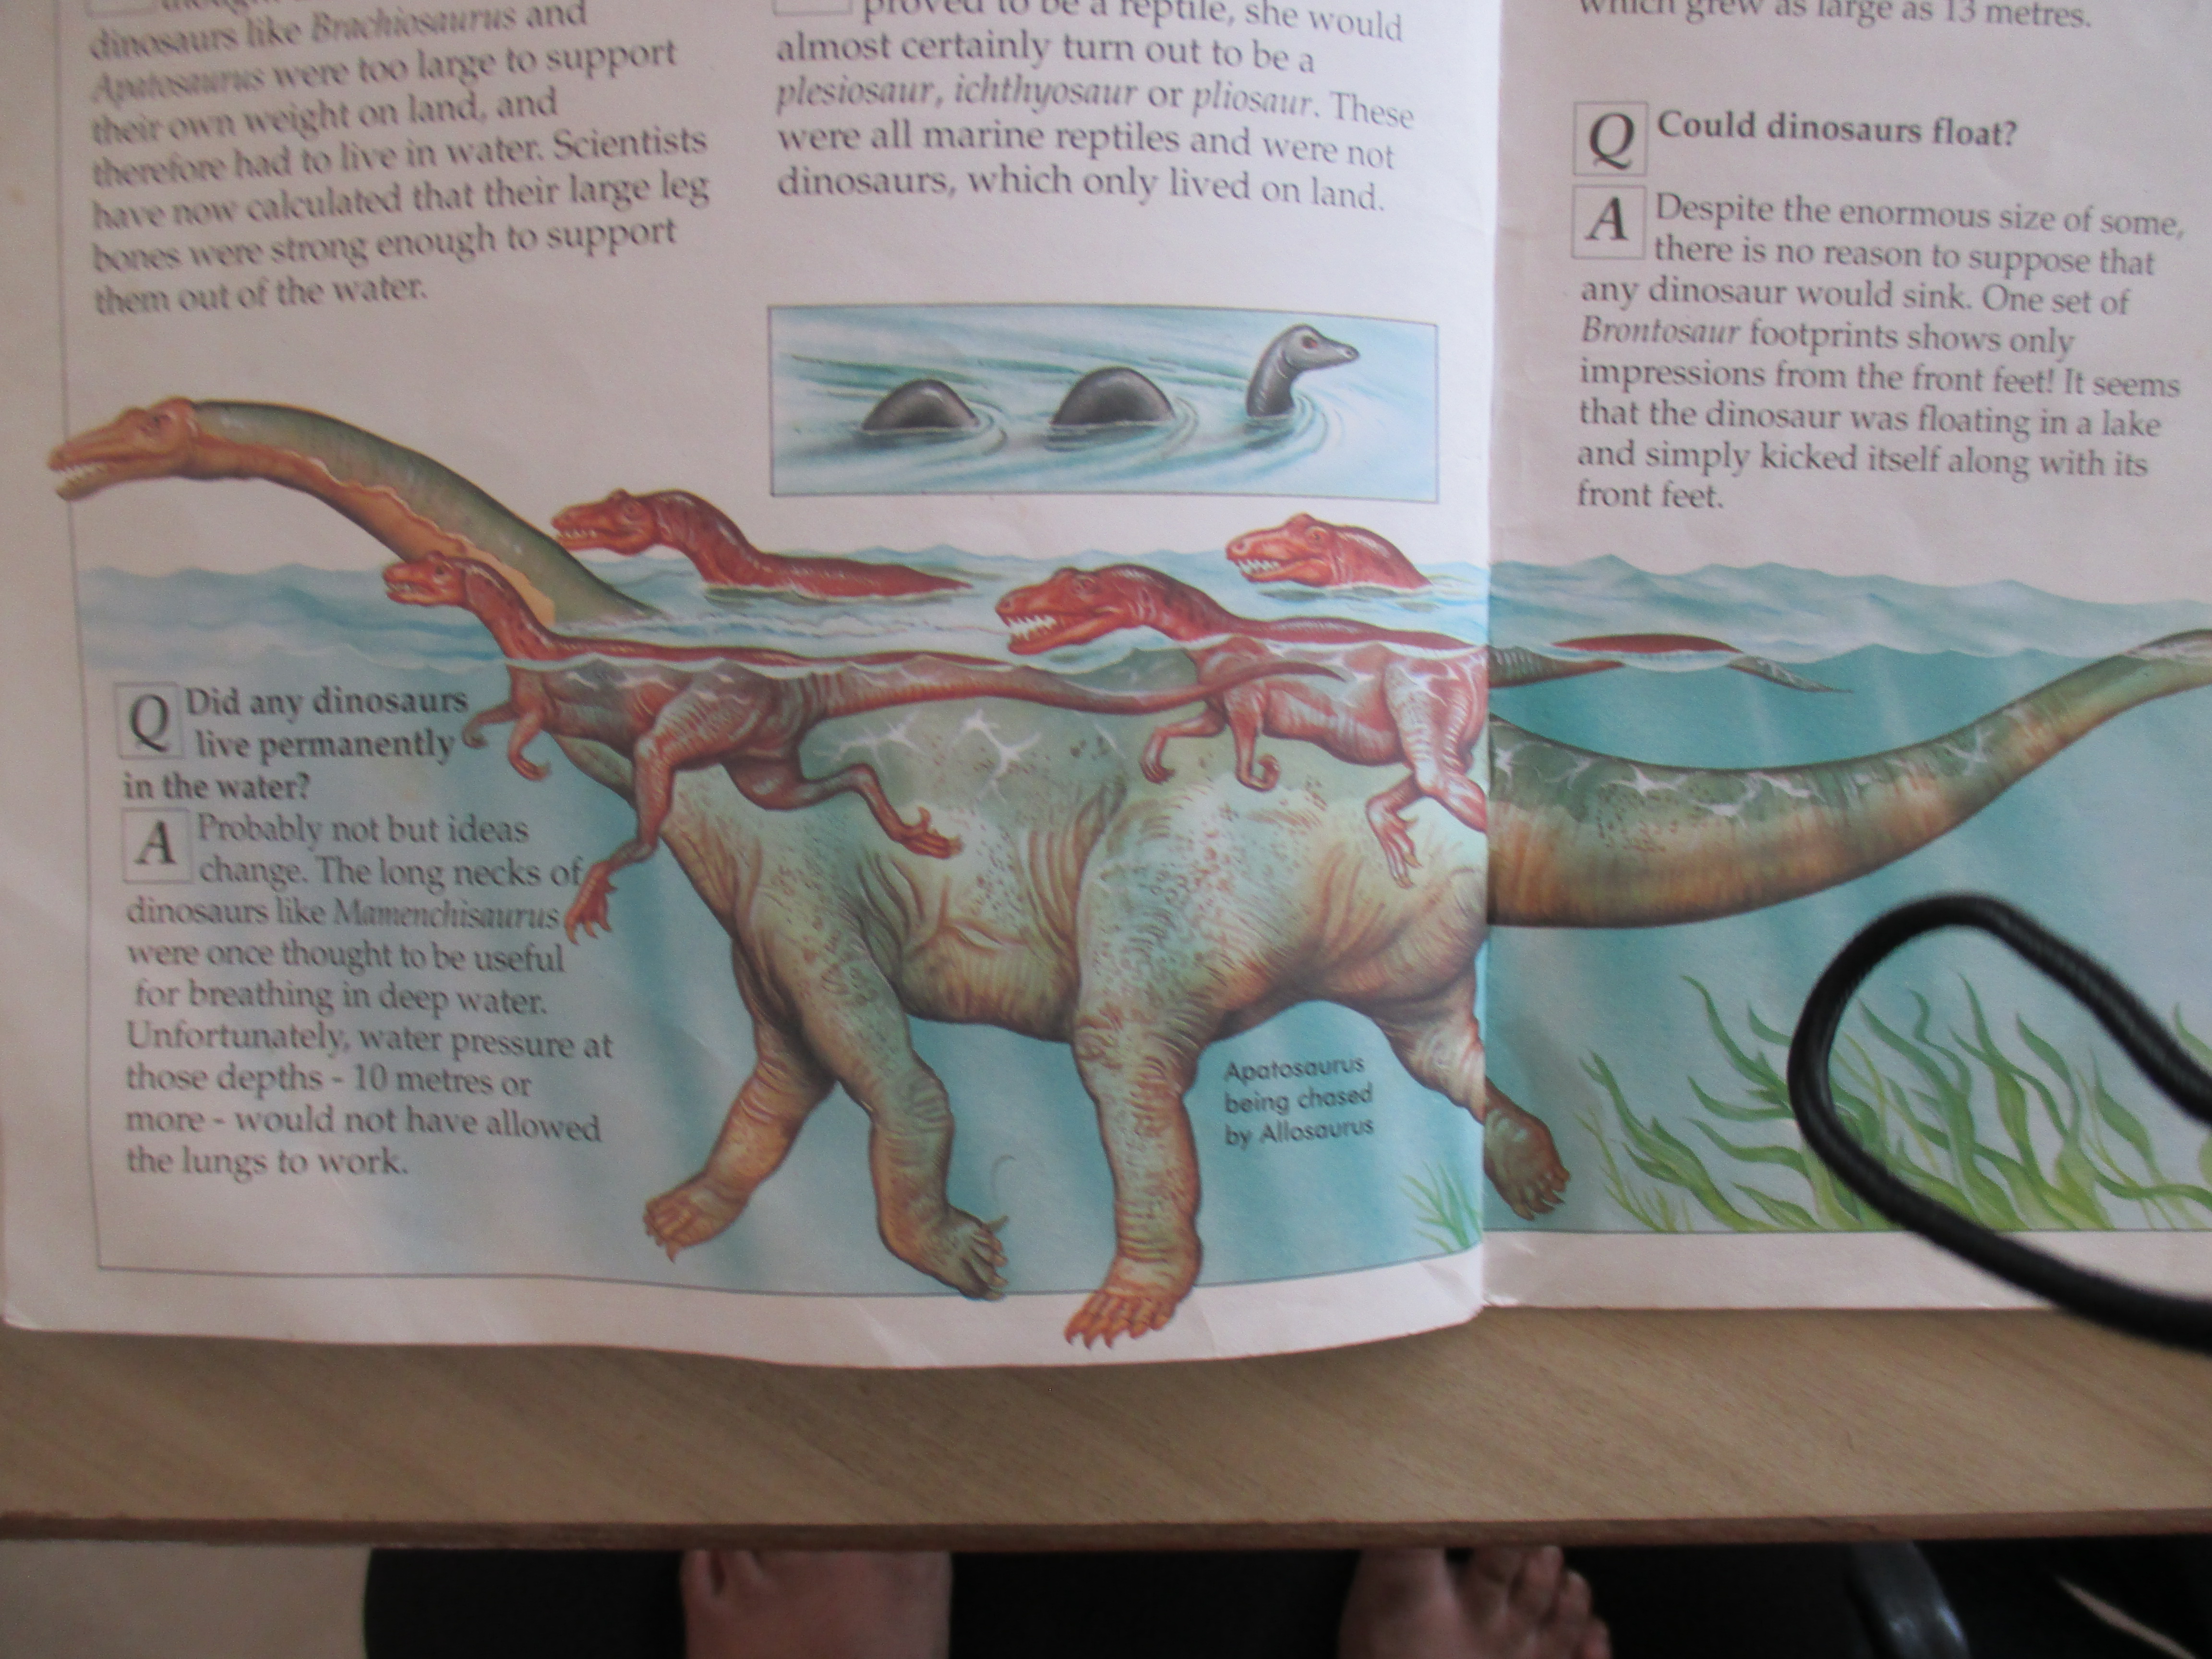 dinosaurs like Brachiosaurus and
Apatosaurus were too large to support
their own weight on land, and
therefore had to live in water. Scientists
have now calculated that their large leg
bones were strong enough to support
them out of the water.
proved to be a reptile, she would
almost certainly turn out to be a
plesiosaur, ichthyosaur or pliosaur. These
were all marine reptiles and were not
dinosaurs, which only lived on land.
Q Did any dinosaurs
live permanently
in the water?
A Probably not but ideas
change. The long necks of
dinosaurs like Mamenchisaurus
were once thought to be useful
for breathing in deep water.
Unfortunately, water pressure at
those depths - 10 metres or
more - would not have allowed
the lungs to work.
Apatosaurus
being chased
by Allosaurus
which grew as large as 13 metres.
Q Could dinosaurs float?
A Despite the enormous size of some,
there is no reason to suppose that
any dinosaur would sink. One set of
Brontosaur footprints shows only
impressions from the front feet! It seems
that the dinosaur was floating in a lake
and simply kicked itself along with its
front feet.